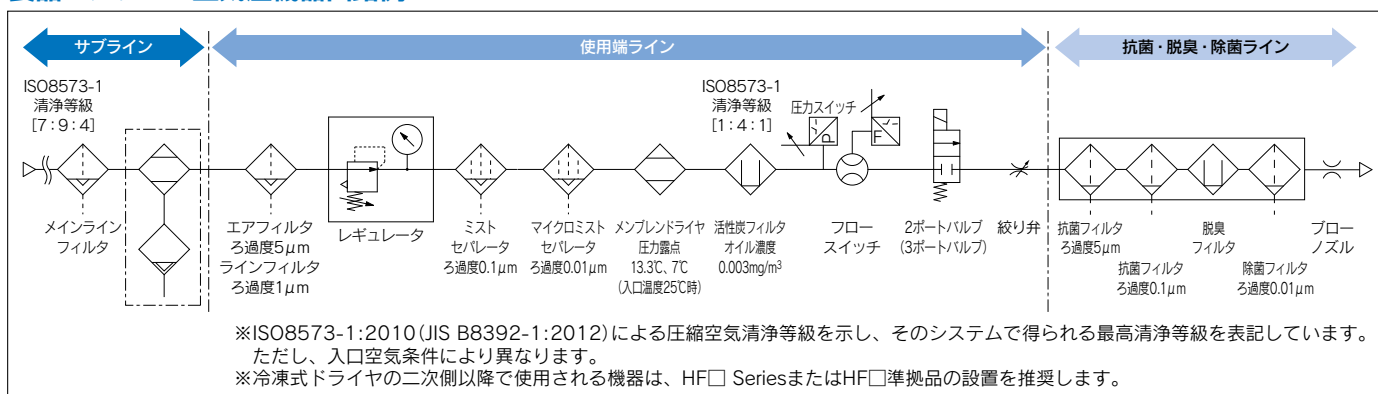 サブライン
使用端ライン
抗菌・脱臭・除菌ライン
ISO8573-1
清浄等級
[7：9：4]
ISO8573-1
清浄等級
[1：4：1]
圧力スイッチ
P
F
メインライン
フィルタ
エアフィルタ
ろ過度5μm
ラインフィルタ
ろ過度1μm
レギュレータ
ミスト
セパレータ
ろ過度0.1μm
マイクロミスト
セパレータ
ろ過度0.01μm
メンブレンドライヤ
圧力露点
13.3℃、7℃
(入口温度25℃時)
活性炭フィルタ
オイル濃度
0.003mg/m³
フロー
スイッチ
2ポートバルブ
(3ポートバルブ)
絞り弁
抗菌フィルタ
ろ過度5μm
抗菌フィルタ
ろ過度0.1μm
脱臭
フィルタ
除菌フィルタ
ろ過度0.01μm
ブロー
ノズル
※ISO8573-1:2010(JIS B8392-1:2012)による圧縮空気清浄等級を示し、そのシステムで得られる最高清浄等級を表記しています。
ただし、入口空気条件により異なります。
※冷凍式ドライヤの二次側以降で使用される機器は、HF□ SeriesまたはHF□準拠品の設置を推奨します。